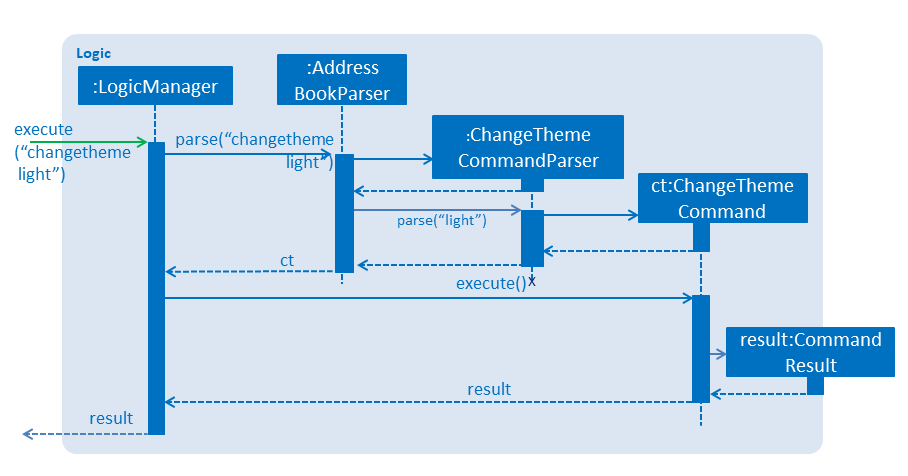 Logic
:LogicManager
:Address
BookParser
execute
(“changetheme
light”)
parse(“changetheme
light”)
:ChangeTheme
CommandParser
ct:ChangeTheme
Command
parse(“light”)
ct
execute()
X
result:Command
Result
result
result